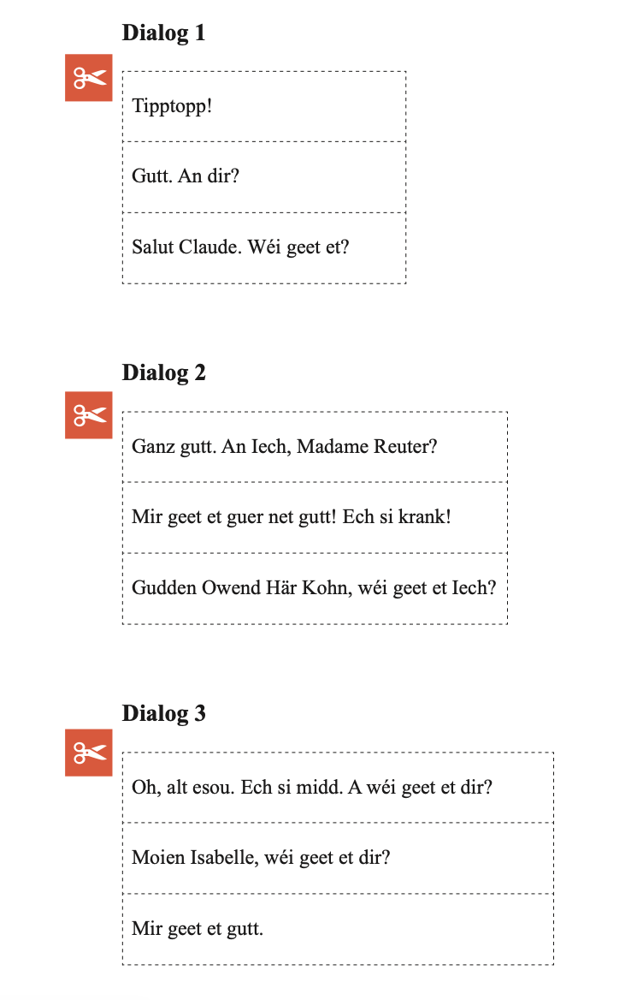 Dialog 1
Tipptopp!
Gutt. An dir?
Salut Claude. Wéi geet et?
Dialog 2
Ganz gutt. An Iech, Madame Reuter?
Mir geet et guer net gutt! Ech si krank!
Gudden Owend Här Kohn, wéi geet et Iech?
Dialog 3
Oh, alt esou. Ech si midd. A wéi geet et dir?
Moien Isabelle, wéi geet et dir?
Mir geet et gutt.